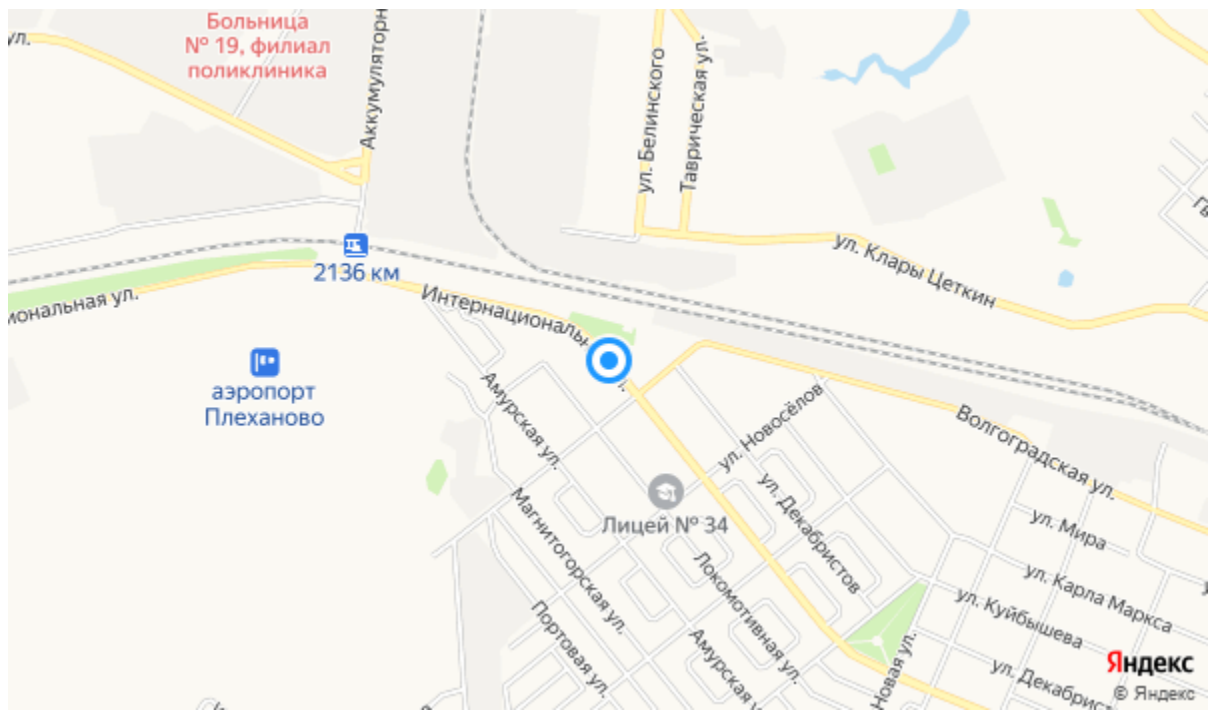 Больница
№ 19, филиал
поликлиника
ул.
Аккумуляторн
ул. Белинского
Таврическая ул.
ул. Клары Цеткин
2136 км
иональная ул.
Интернациональн
л.
аэропорт
Плеханово
Амурская ул.
ул. Новосёлов
Волгоградская ул.
Лицей № 34
ул. Декабристов
Магнитогорская ул.
Локомотивная ул.
Портовая ул.
Амурская ул
ул. Мира
ул. Карла Маркса
ул. Куйбышева
Новая ул.
ул. Декабрист
Яндекс
© Яндекс